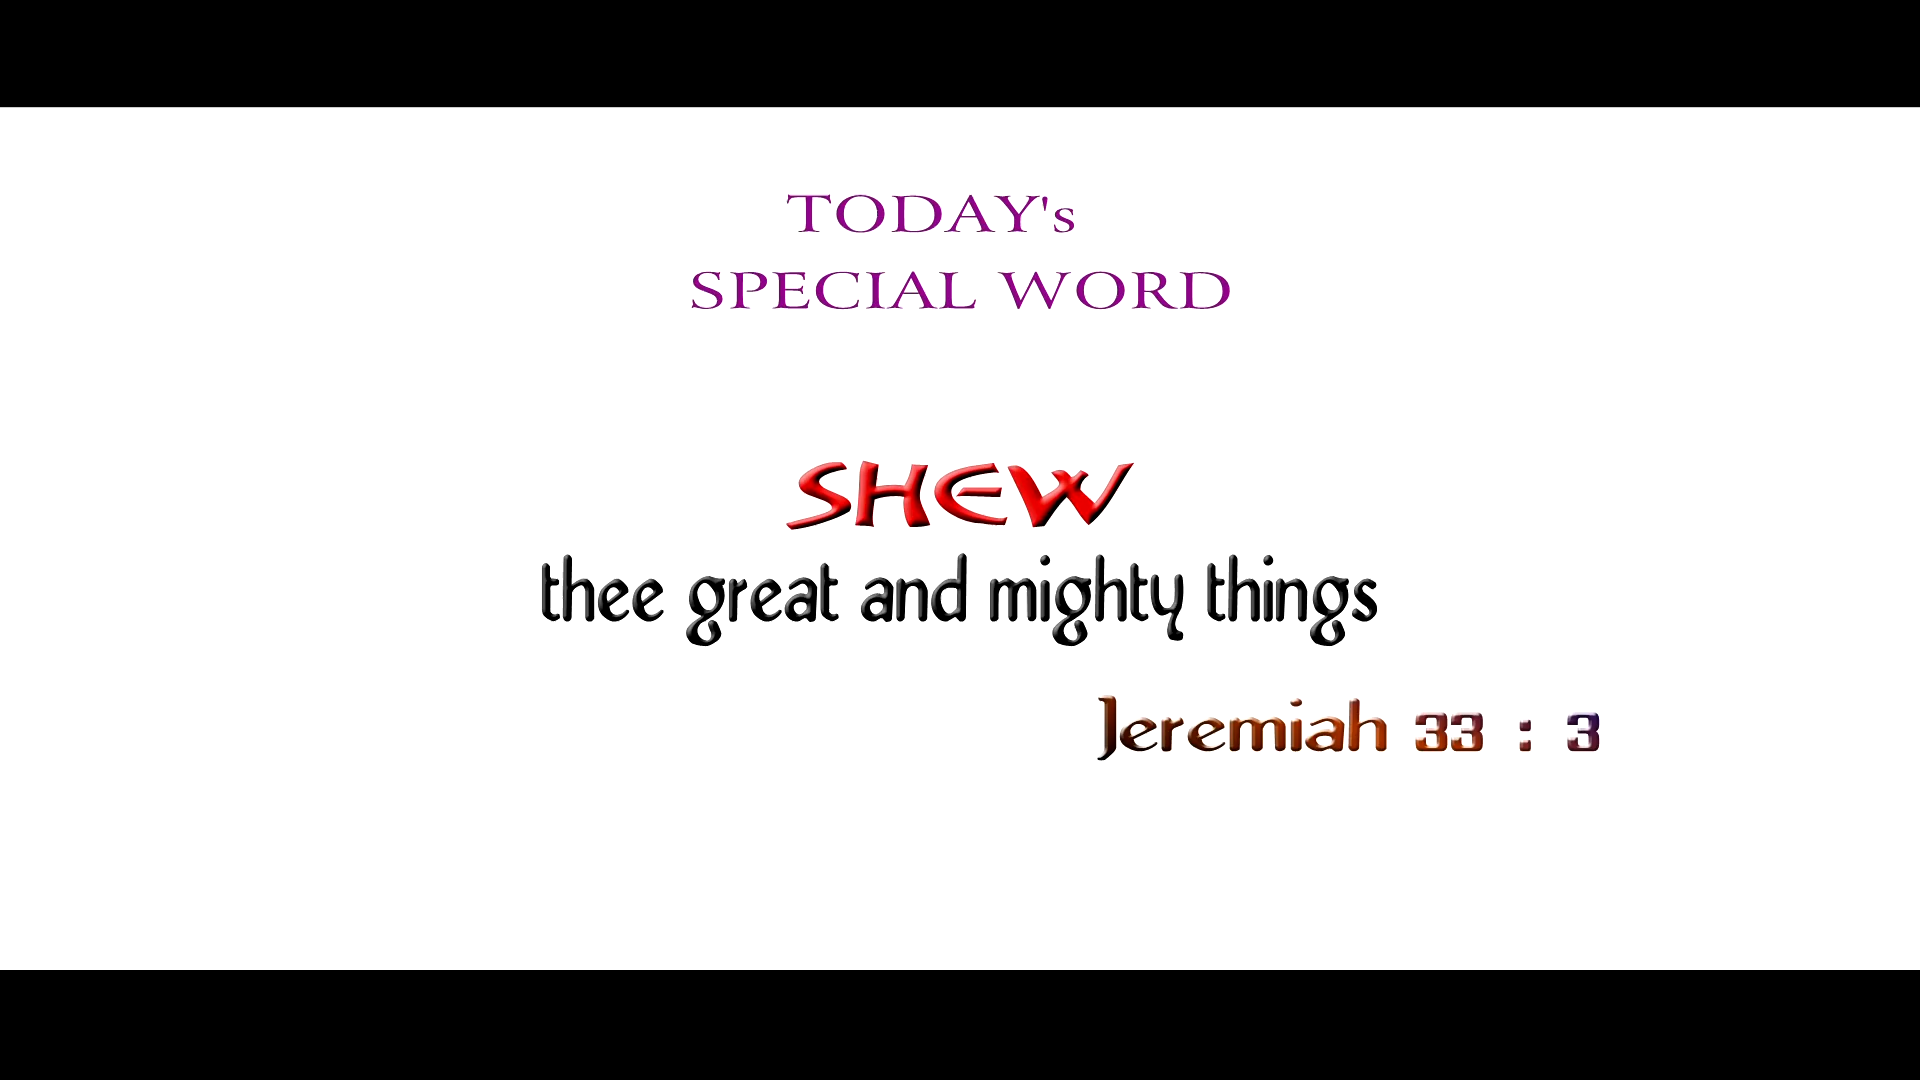 TODAY's
SPECIAL WORD
SHEW
thee great and mighty things
Jeremiah 33 : 3